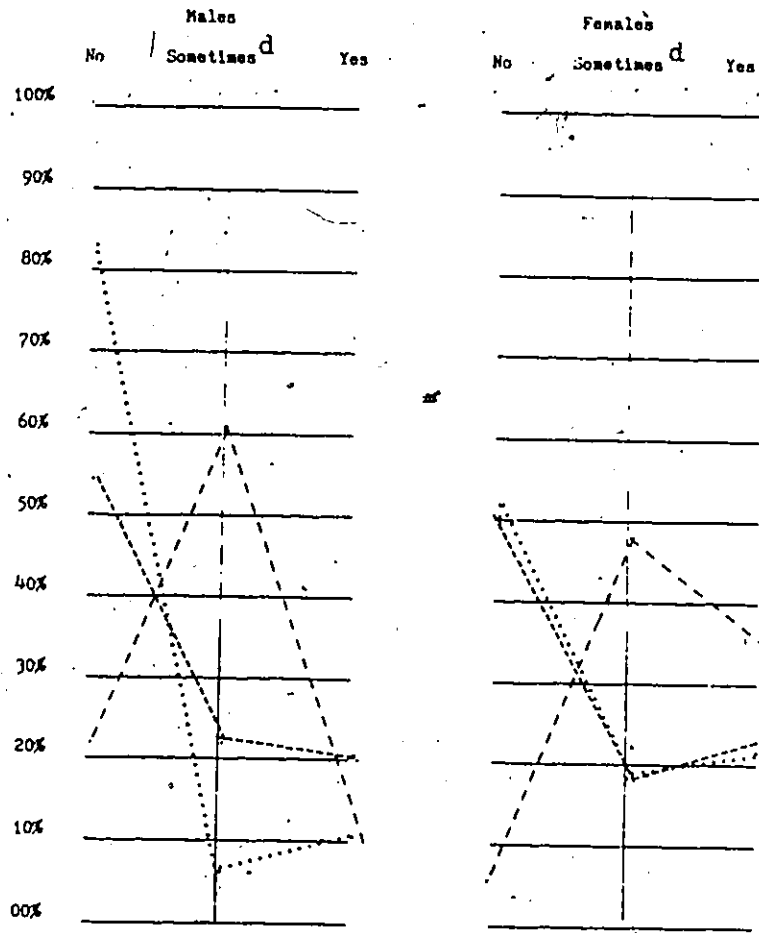 Males
No Sometimes d Yes
Females
No Sometimes d Yes
100%
90%
80%
70%
60%
50%
40%
30%
20%
10%
00%